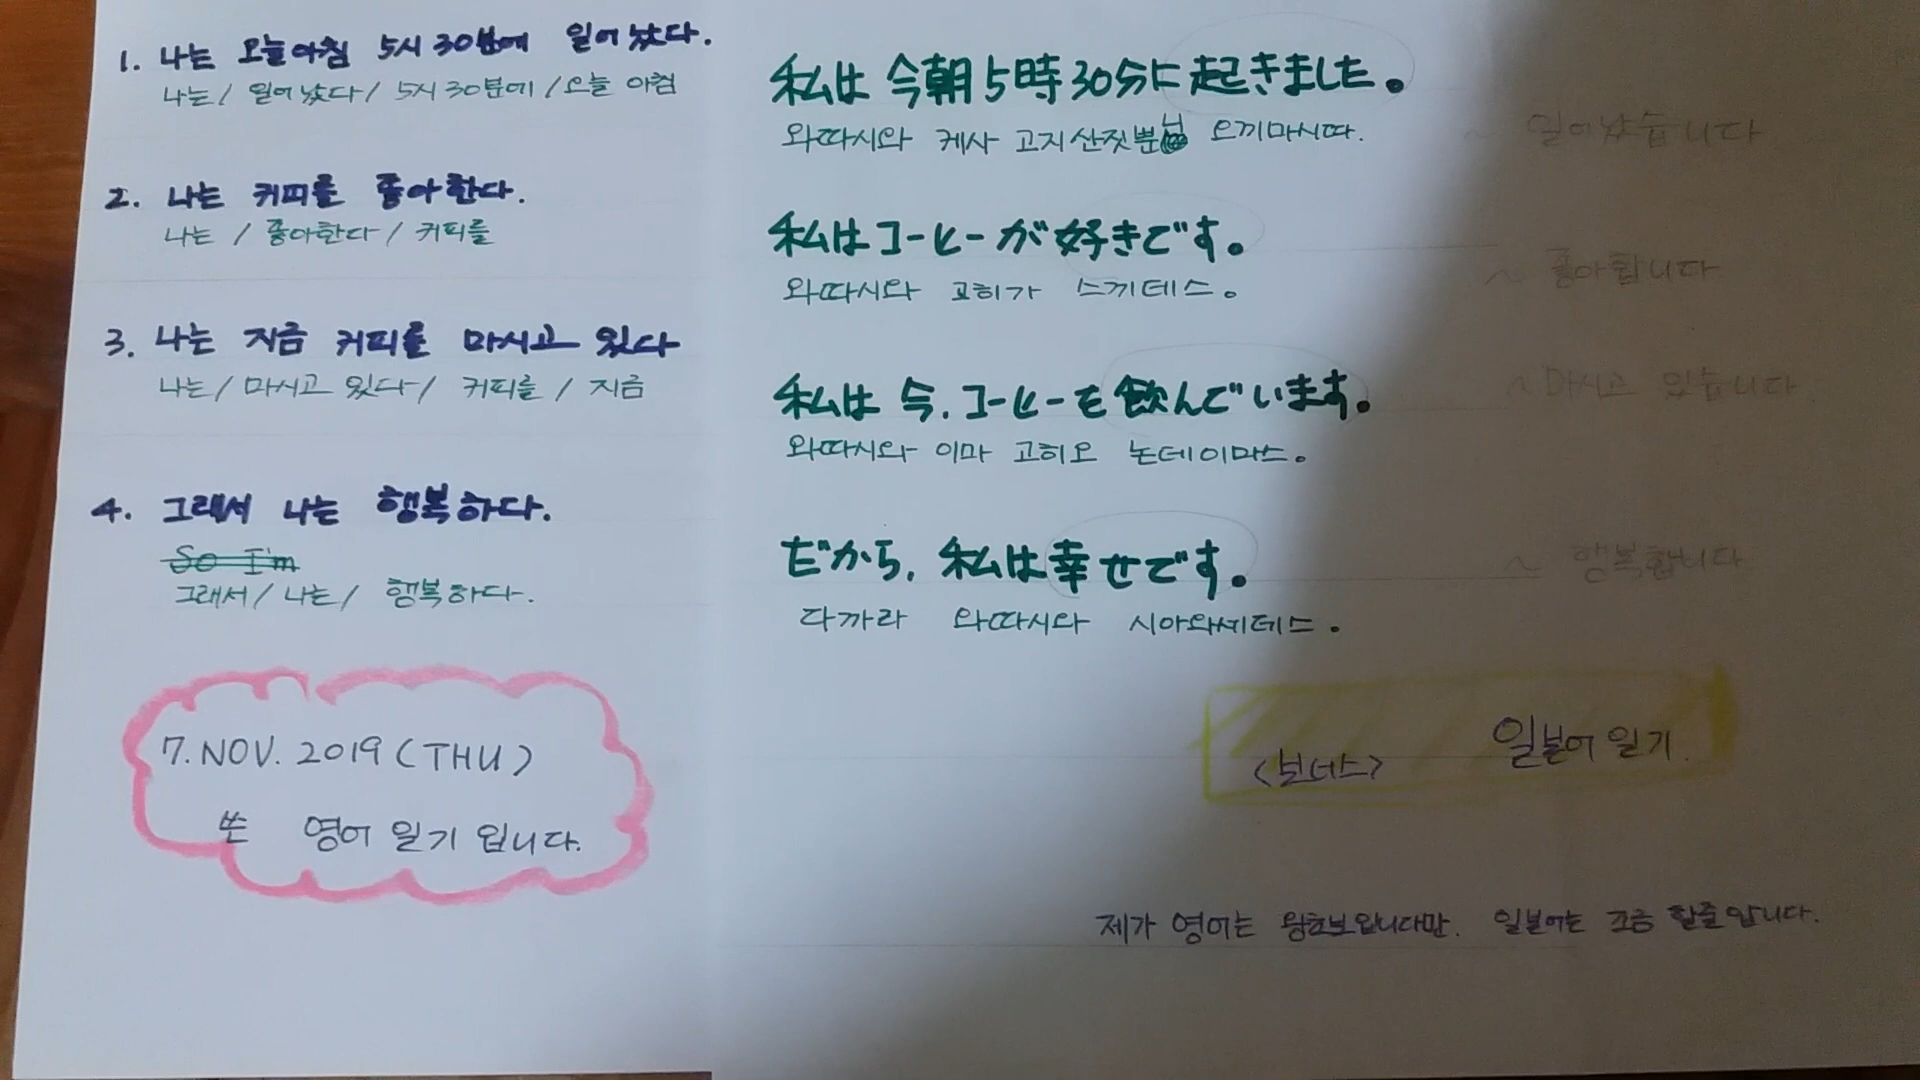 1. 나는 오늘아침 5시30분에 일어났다.
나는/ 일어났다/ 5시30분에/오늘 아침
私は 今朝5時30分に起きました。
와따시와 케사 고지산짓뿐니 오끼마시따.
~ 일어났습니다
2. 나는 커피를 좋아한다.
나는 / 좋아한다 / 커피를
私はコーヒーが好きです。
와따시와 고히가 스끼데스。
~ 좋아합니다
3. 나는 지금 커피를 마시고 있다
나는/ 마시고 있다/ 커피를 / 지금
私は 今. コーヒーを飲んでいます。
와따시와 이마 고히오 논데이마스。
~마시고 있습니다.
4. 그래서 나는 행복하다.
So I'm
그래서/ 나는/ 행복하다.
だから, 私は幸せです。
다까라 와따시와 시아와세데스.
~ 행복합니다
7. NOV. 2019 (THU)
쓴 영어 일기 입니다.
<보너스> 일본어 일기.
제가 영어는 왕초보입니다만. 일본어는 조금 할줄압니다.